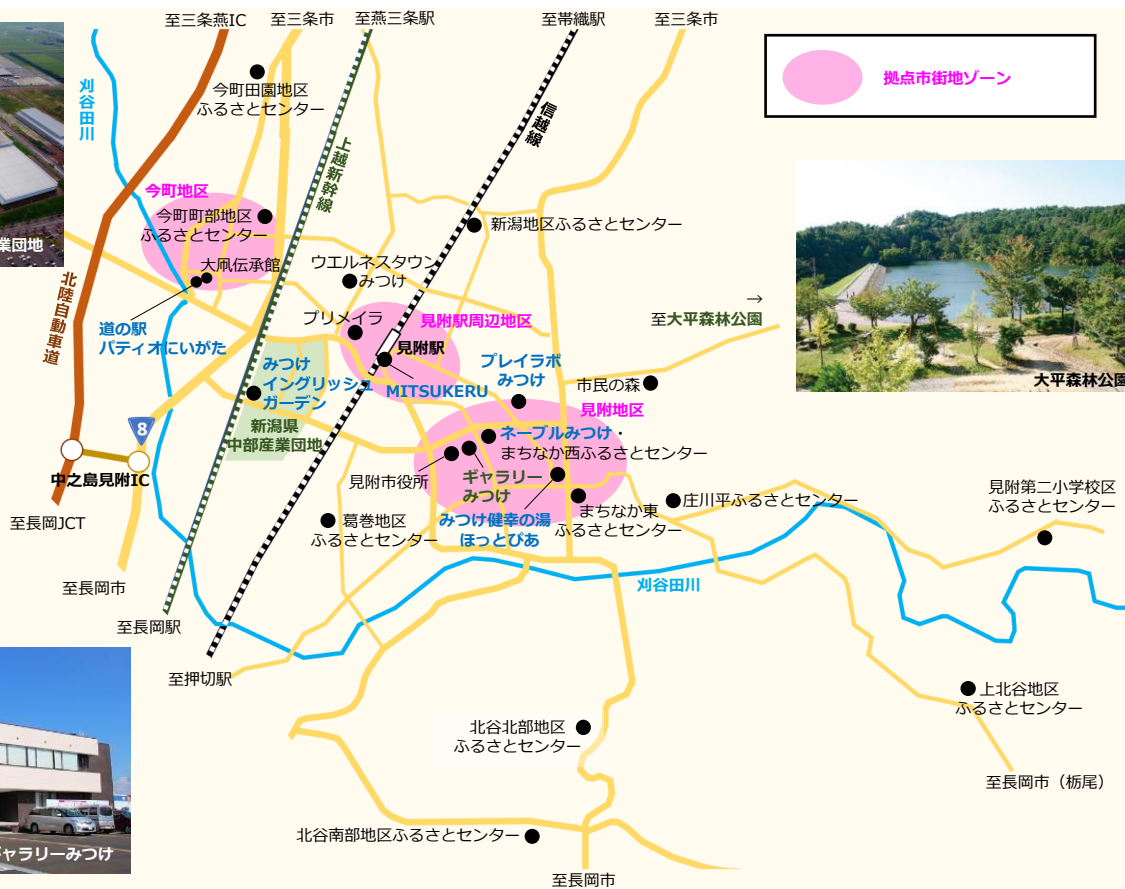 至三条燕IC
至三条市
至燕三条駅
至帯織駅
至三条市
拠点市街地ゾーン
刈谷田川
今町田園地区
ふるさとセンター
信越線
上越新幹線
今町地区
今町町部地区
ふるさとセンター
新潟地区ふるさとセンター
業団地
大凧伝承館
ウエルネスタウン
みつけ
北陸自動車道
道の駅
パティオにいがた
プリメイラ
見附駅周辺地区
→
至大平森林公園
見附駅
MITSUKERU
プレイラボ
みつけ
市民の森
大平森林公園
みつけ
イングリッシュ
ガーデン
見附地区
新潟県
中部産業団地
8
ネーブルみつけ・
まちなか西ふるさとセンター
中之島見附IC
見附市役所
ギャラリー
みつけ
至長岡JCT
葛巻地区
ふるさとセンター
みつけ健幸の湯
ほっとぴあ
まちなか東
ふるさとセンター
庄川平ふるさとセンター
見附第二小学校区
ふるさとセンター
至長岡市
刈谷田川
至長岡駅
至押切駅
上北谷地区
ふるさとセンター
北谷北部地区
ふるさとセンター
至長岡市（栃尾）
北谷南部地区ふるさとセンター
ャラリーみつけ
至長岡市